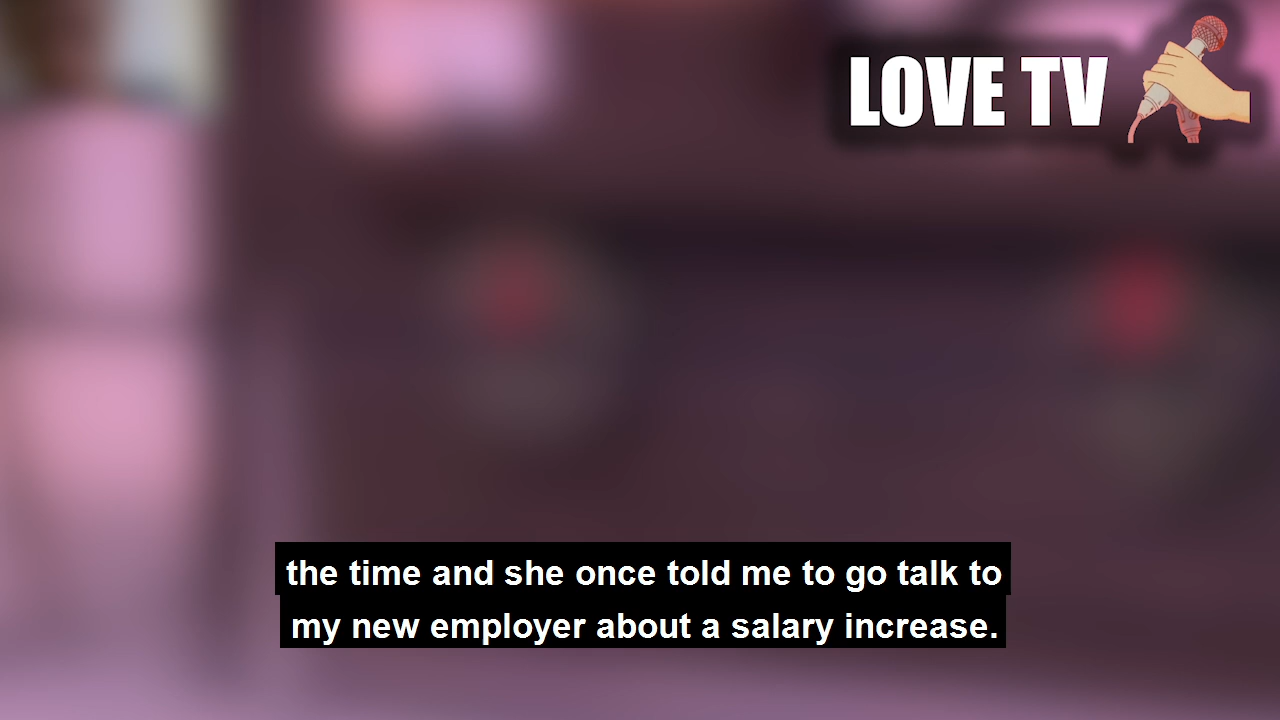 LOVE TV
the time and she once told me to go talk to
my new employer about a salary increase.